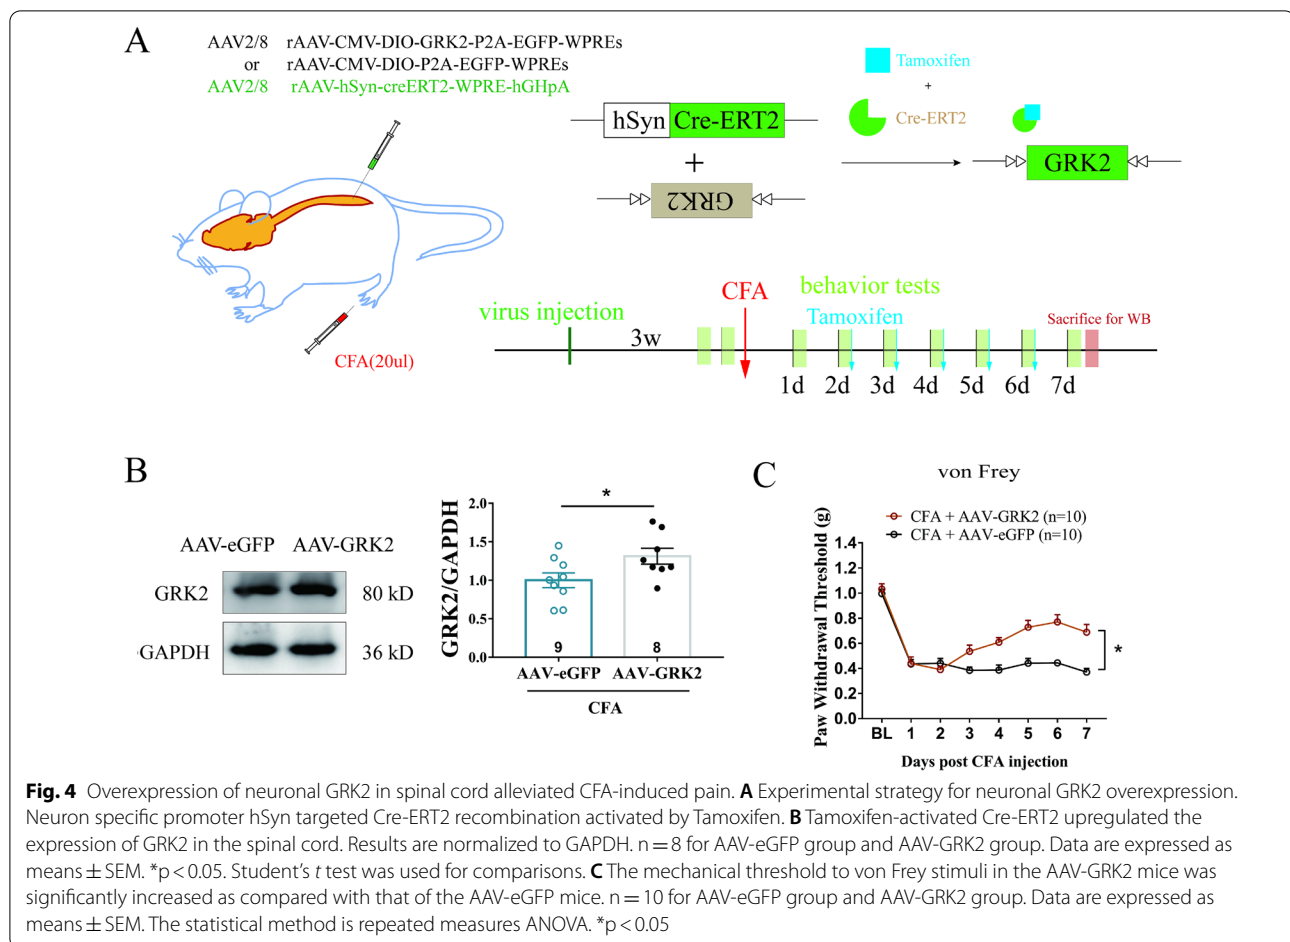 A
AAV2/8 rAAV-CMV-DIO-GRK2-P2A-EGFP-WPREs
or rAAV-CMV-DIO-P2A-EGFP-WPREs
AAV2/8 rAAV-hSyn-creERT2-WPRE-hGHpA
CFA(20ul)
hSyn Cre-ERT2
+
GRK2
Tamoxifen
+
Cre-ERT2
GRK2
virus injection
3w
CFA
behavior tests
Tamoxifen
Sacrifice for WB
1d 2d 3d 4d 5d 6d 7d
B
AAV-eGFP AAV-GRK2
GRK2 80 kD
GAPDH 36 kD
GRK2/GAPDH
2.0
1.5
1.0
0.5
0.0
*
9 8
AAV-eGFP AAV-GRK2
CFA
C
von Frey
CFA + AAV-GRK2 (n=10)
CFA + AAV-eGFP (n=10)
Paw Withdrawal Threshold (g)
1.4
1.2
1.0
0.8
0.6
0.4
0.2
0.0
*
BL 1 2 3 4 5 6 7
Days post CFA injection
Fig. 4 Overexpression of neuronal GRK2 in spinal cord alleviated CFA-induced pain. A Experimental strategy for neuronal GRK2 overexpression.
Neuron specific promoter hSyn targeted Cre-ERT2 recombination activated by Tamoxifen. B Tamoxifen-activated Cre-ERT2 upregulated the
expression of GRK2 in the spinal cord. Results are normalized to GAPDH. n = 8 for AAV-eGFP group and AAV-GRK2 group. Data are expressed as
means ± SEM. *p < 0.05. Student's t test was used for comparisons. C The mechanical threshold to von Frey stimuli in the AAV-GRK2 mice was
significantly increased as compared with that of the AAV-eGFP mice. n = 10 for AAV-eGFP group and AAV-GRK2 group. Data are expressed as
means ± SEM. The statistical method is repeated measures ANOVA. *p < 0.05